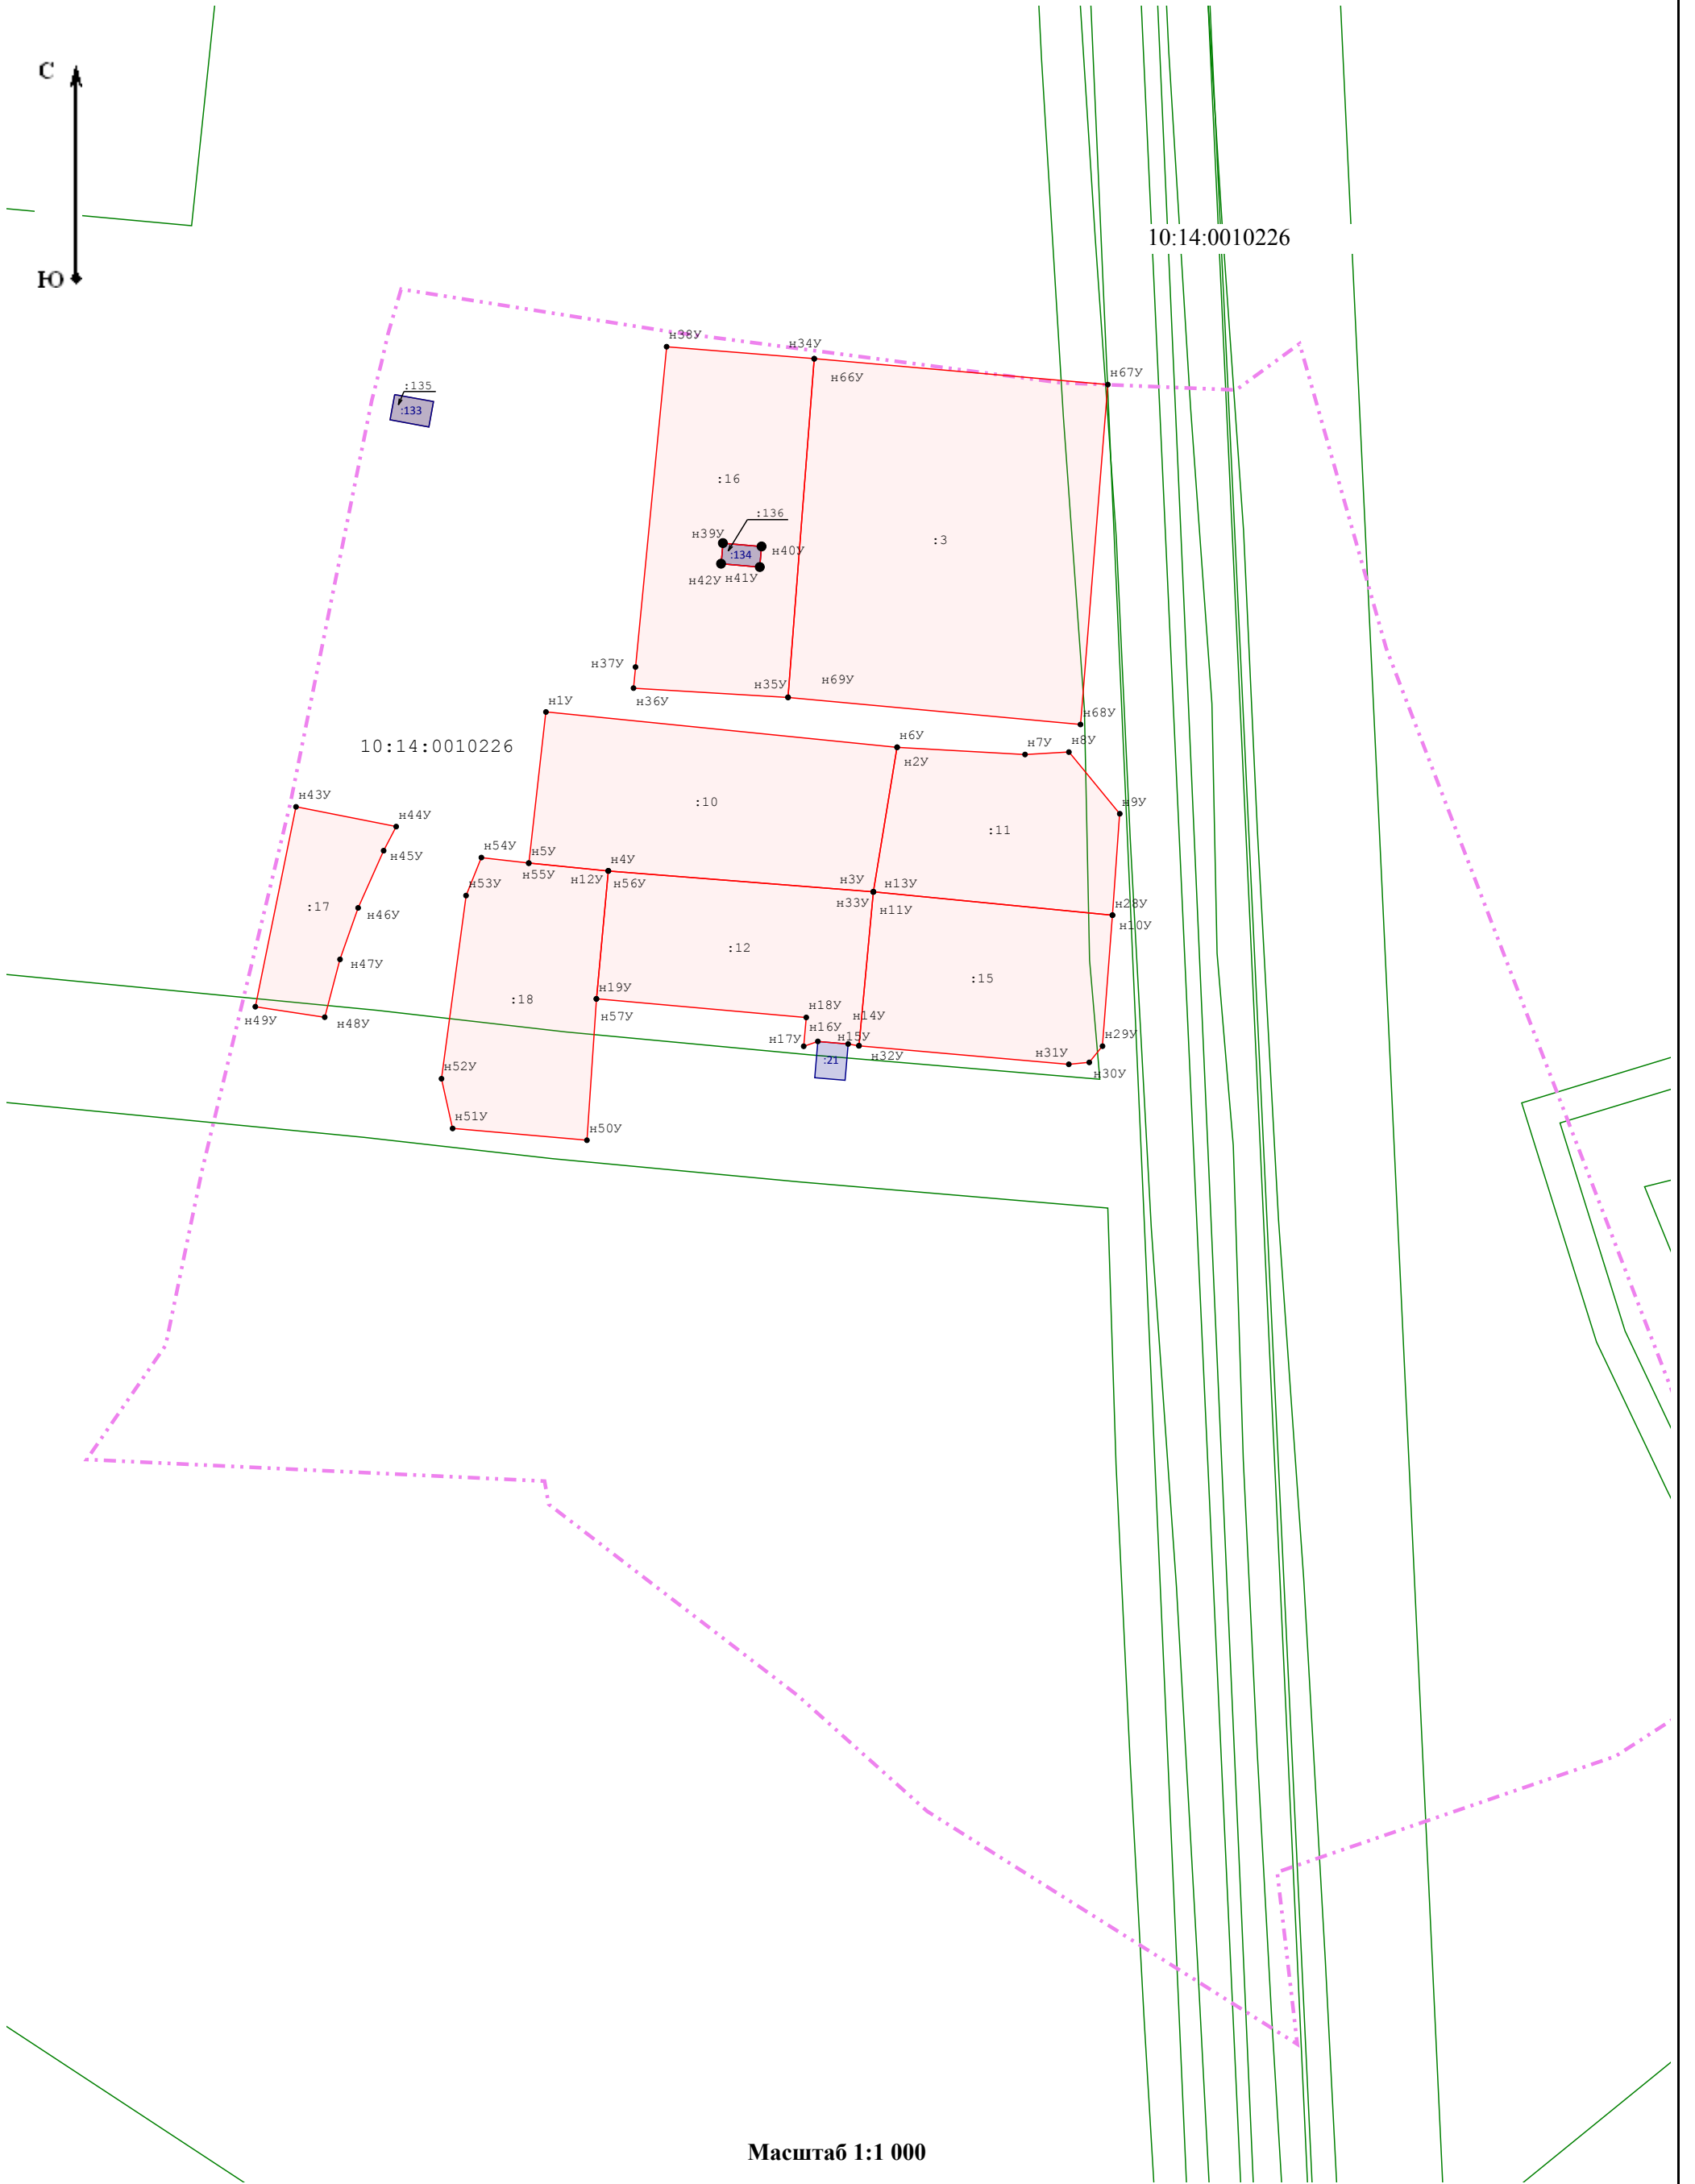 С
10:14:0010226
Ю
н38У
н34У
н66У
н67У
:135
:133
:16
:136
н39У
:134
н40У
:3
н42У
н41У
н37У
н35У
н69У
н36У
н1У
н68У
н6У
н7У
н8У
10:14:0010226
н2У
н43У
:10
н9У
н44У
:11
н45У
н54У
н5У
н4У
н55У
н12У
н56У
н3У
н13У
н53У
:17
н46У
н33У
н11У
н28У
н10У
:12
н47У
:15
:18
н19У
н18У
н49У
н48У
н57У
н14У
н16У
н17У
н15У
н29У
:21
н32У
н31У
н30У
н52У
н51У
н50У
Масштаб 1:1 000